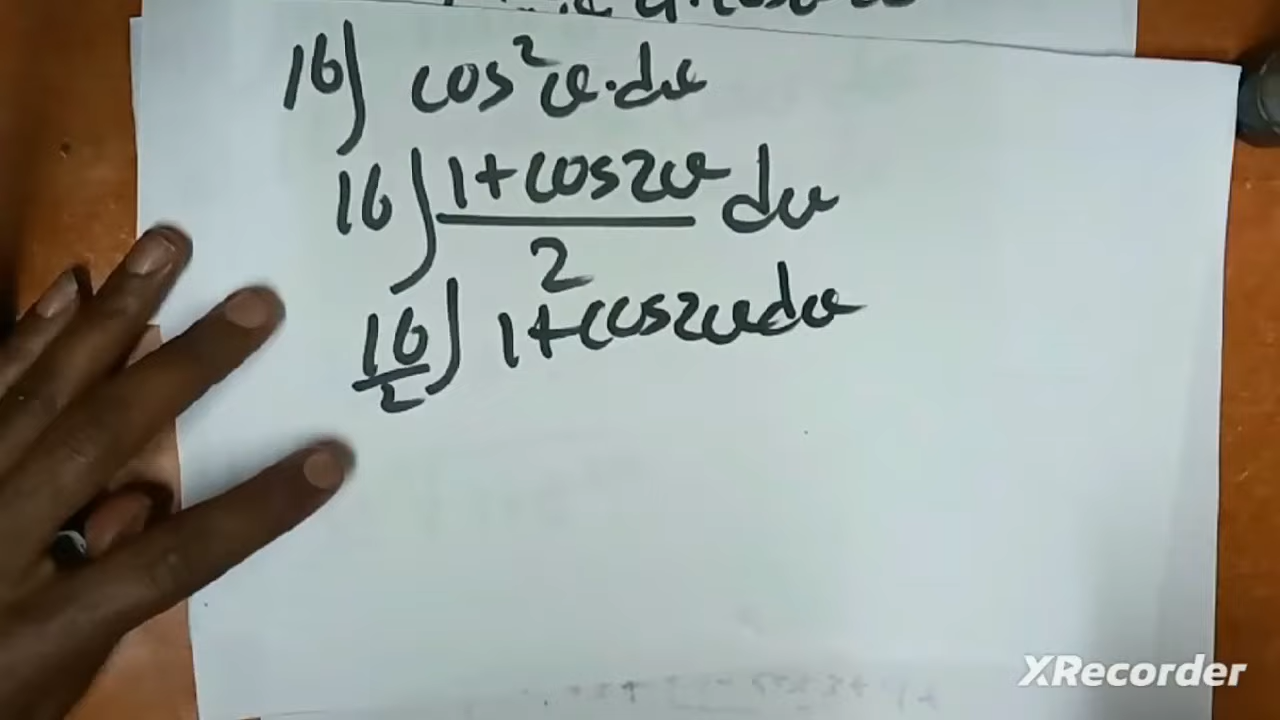 16∫ cos²u·du
16∫ 1+cos2u/2 du
16/2∫ 1+cos2udu
XRecorder